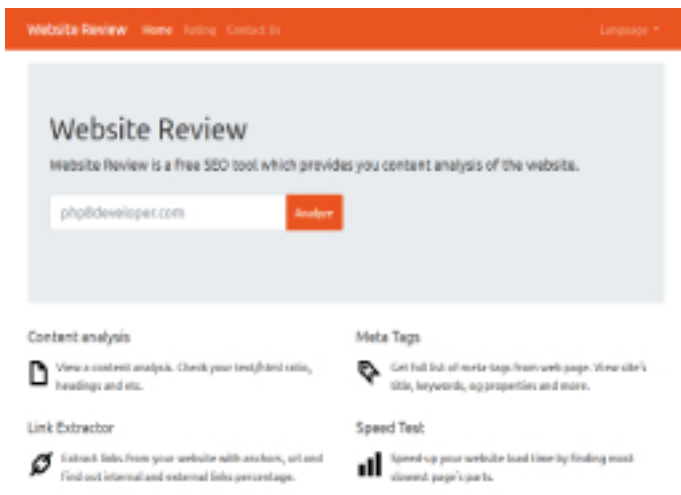 Website Review Home Rating Contact Us Language
Website Review
Website Review is a free SEO tool which provides you content analysis of the website.
php8developer.com Analyze
Content analysis
View a content analysis. Check your text/html ratio,
headings and etc.
Meta Tags
Get full list of meta-tags from web page. View site's
title, keywords, og properties and more.
Link Extractor
Extract links from your website with anchors, url and
find out internal and external links percentage.
Speed Test
Speed-up your website load time by finding most
slowest page's parts.